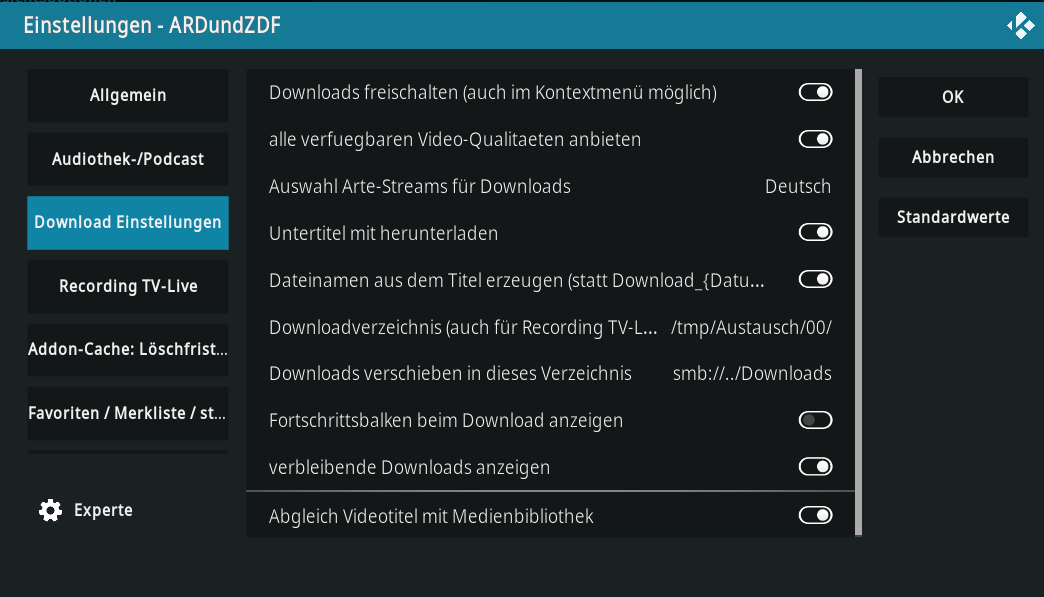 Einstellungen - ARDundZDF
Allgemein
Audiothek-/Podcast
Download Einstellungen
Recording TV-Live
Addon-Cache: Löschfrist...
Favoriten / Merkliste / st...
Experte
Downloads freischalten (auch im Kontextmenü möglich)
alle verfuegbaren Video-Qualitaeten anbieten
Auswahl Arte-Streams für Downloads Deutsch
Untertitel mit herunterladen
Dateinamen aus dem Titel erzeugen (statt Download_{Datu...
Downloadverzeichnis (auch für Recording TV-L... /tmp/Austausch/00/
Downloads verschieben in dieses Verzeichnis smb://../Downloads
Fortschrittsbalken beim Download anzeigen
verbleibende Downloads anzeigen
Abgleich Videotitel mit Medienbibliothek
OK
Abbrechen
Standardwerte